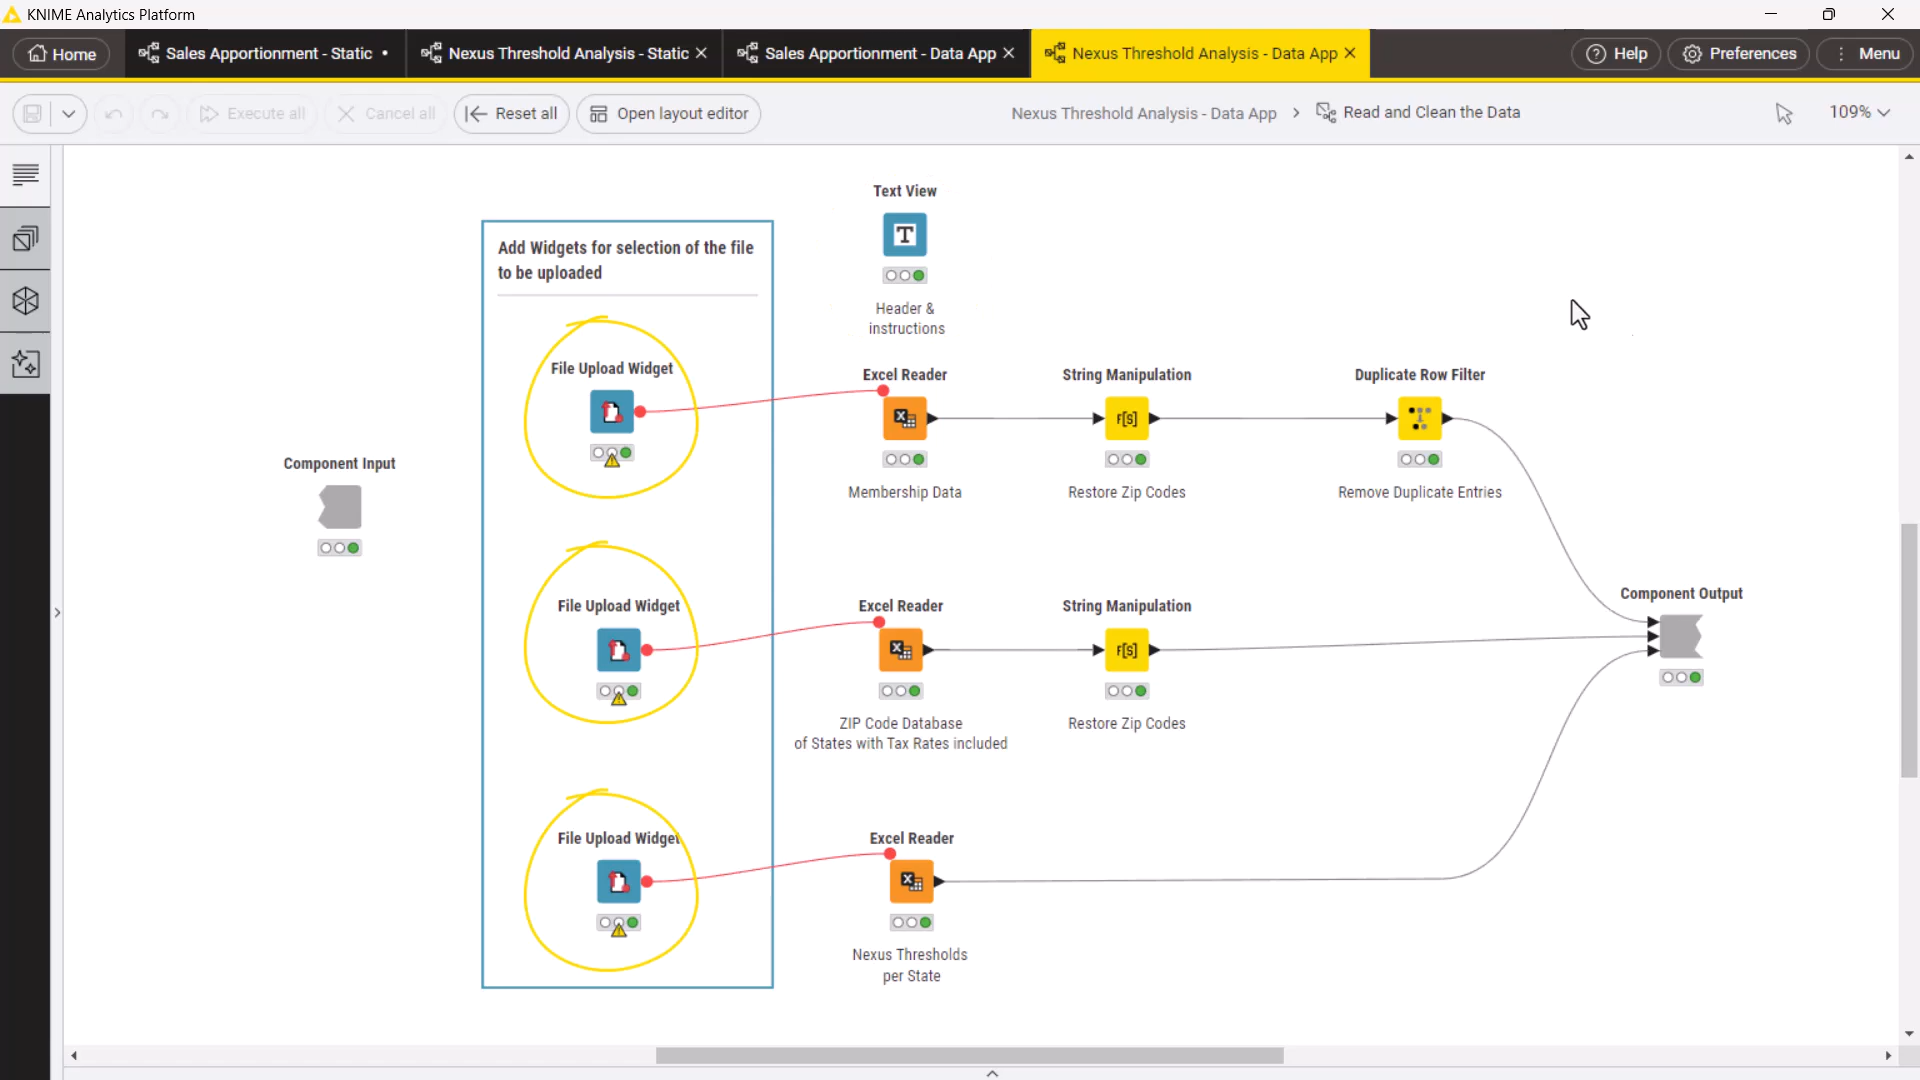 KNIME Analytics Platform
Home
Sales Apportionment - Static
Nexus Threshold Analysis - Static
Sales Apportionment - Data App
Nexus Threshold Analysis - Data App
Help
Preferences
Menu
Execute all
Cancel all
Reset all
Open layout editor
Nexus Threshold Analysis - Data App
Read and Clean the Data
109%
Text View
T
Header &
instructions
Add Widgets for selection of the file
to be uploaded
File Upload Widget
Excel Reader
String Manipulation
Duplicate Row Filter
X
F[S]
Membership Data
Restore Zip Codes
Remove Duplicate Entries
Component Input
Component Output
File Upload Widget
Excel Reader
String Manipulation
X
F[S]
ZIP Code Database
of States with Tax Rates included
Restore Zip Codes
File Upload Widget
Excel Reader
X
Nexus Thresholds
per State